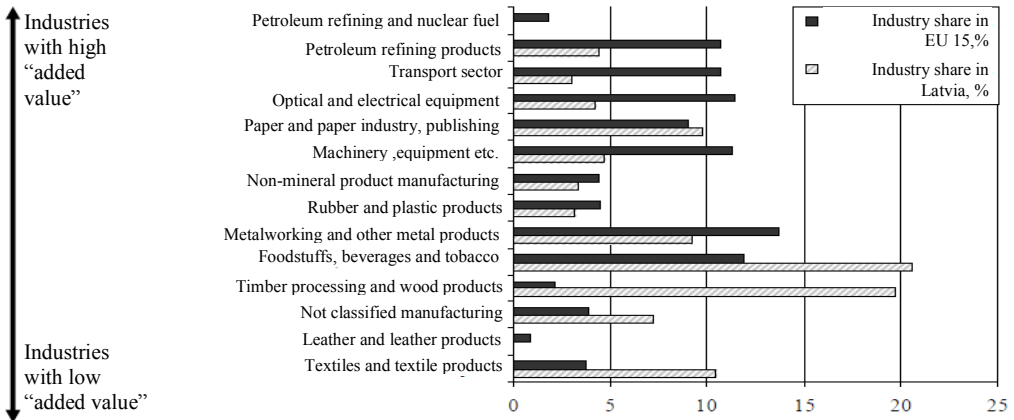 Industries
with high
“added
value”
Petroleum refining and nuclear fuel
Petroleum refining products
Transport sector
Optical and electrical equipment
Paper and paper industry, publishing
Machinery ,equipment etc.
Non-mineral product manufacturing
Rubber and plastic products
Metalworking and other metal products
Foodstuffs, beverages and tobacco
Timber processing and wood products
Not classified manufacturing
Leather and leather products
Textiles and textile products
Industries
with low
“added value”
Industry share in
EU 15,%
Industry share in
Latvia, %
0 5 10 15 20 25